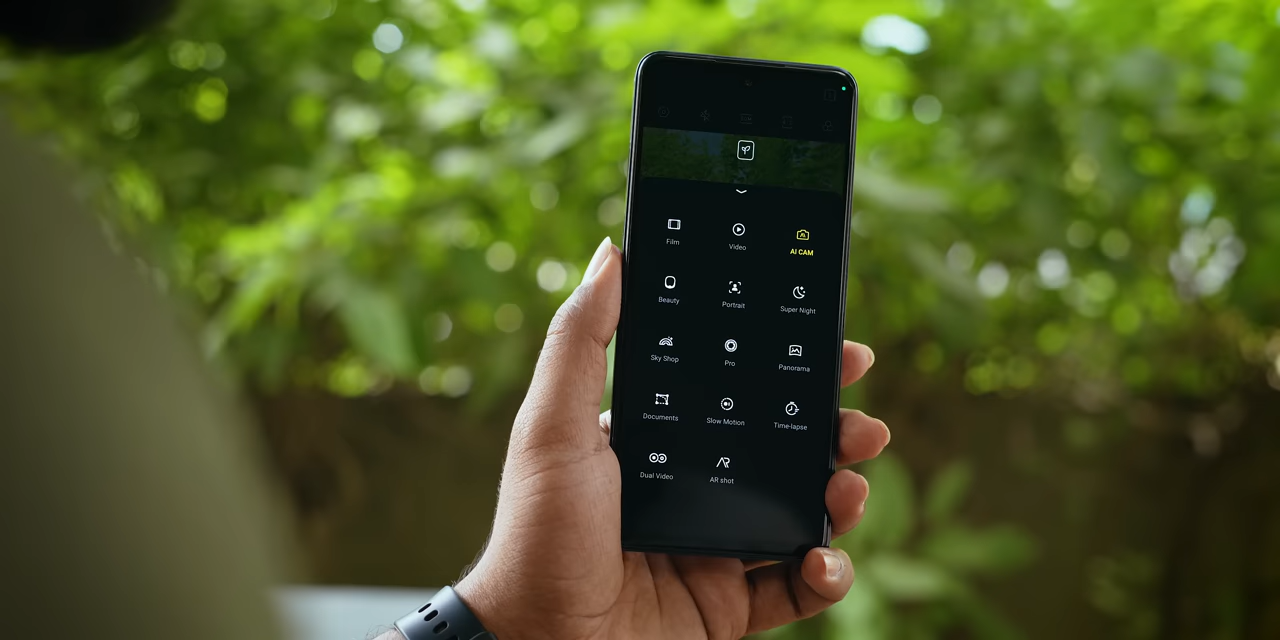 Film
Video
AI CAM
Beauty
Portrait
Super Night
Sky Shop
Pro
Panorama
Documents
Slow Motion
Time-lapse
Dual Video
AR shot